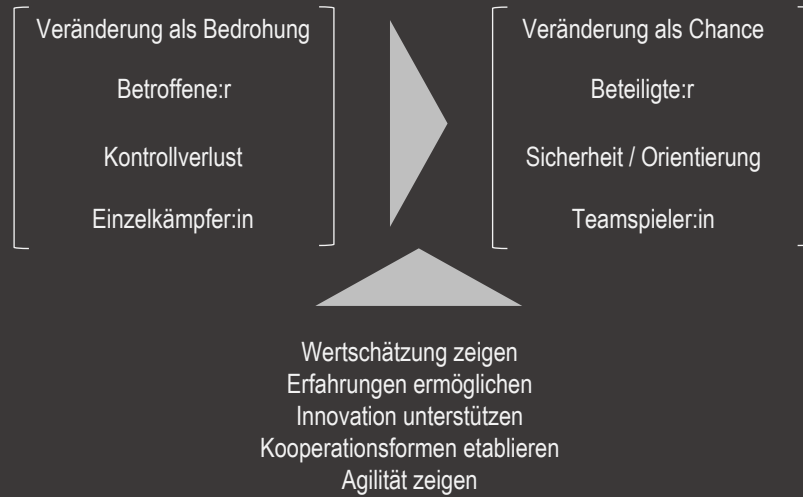 Veränderung als Bedrohung
Betroffene:r
Kontrollverlust
Einzelkämpfer:in
Veränderung als Chance
Beteiligte:r
Sicherheit / Orientierung
Teamspieler:in
Wertschätzung zeigen
Erfahrungen ermöglichen
Innovation unterstützen
Kooperationsformen etablieren
Agilität zeigen